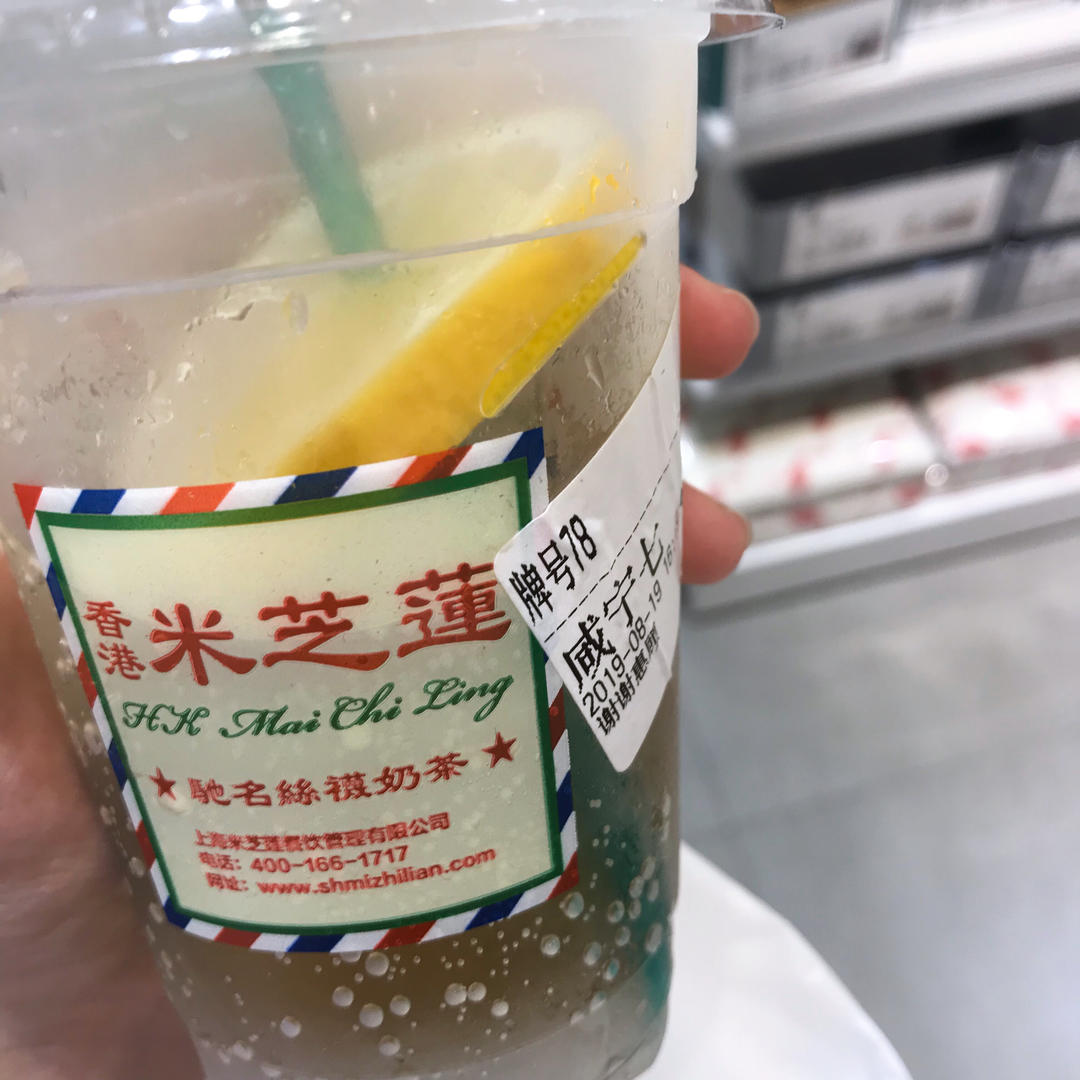 香港
米芝蓮
HK Mai Chi Ling
★ 馳名絲襪奶茶 ★
上海米芝莲餐饮管理有限公司
电话: 400-166-1717
网址: www.shmizhilian.com
牌号78
咸宁七
2019-08-19
谢谢惠顾